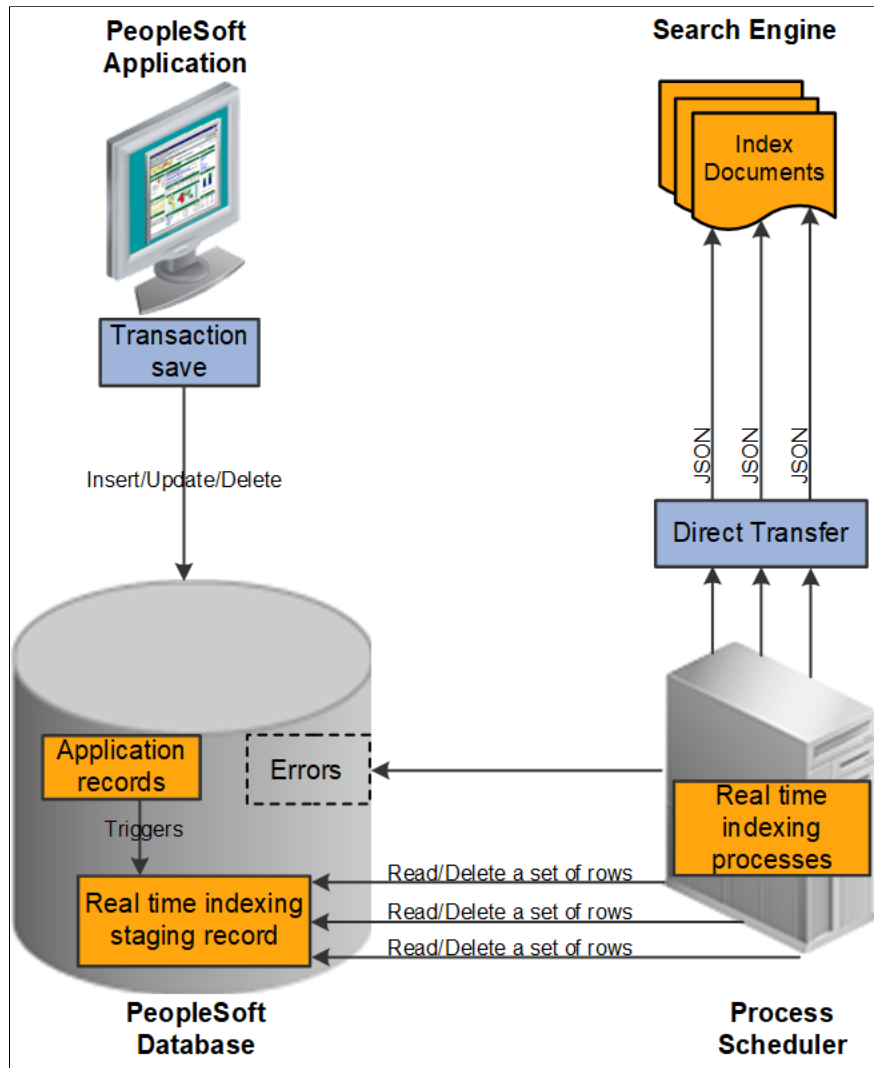 PeopleSoft
Application
Search Engine
Index
Documents
Transaction
save
JSON
JSON
JSON
Insert/Update/Delete
Direct Transfer
Application
records
Errors
Triggers
Real time
indexing
processes
Read/Delete a set of rows
Real time indexing
staging record
Read/Delete a set of rows
Read/Delete a set of rows
PeopleSoft
Database
Process
Scheduler